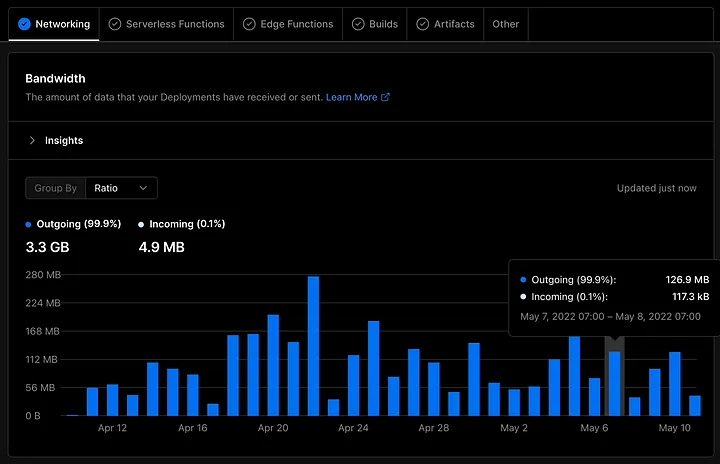 Networking Serverless Functions Edge Functions Builds Artifacts Other
Bandwidth
The amount of data that your Deployments have received or sent. Learn More
Insights
Group By Ratio
Updated just now
Outgoing (99.9%) Incoming (0.1%)
3.3 GB 4.9 MB
280 MB
224 MB
168 MB
112 MB
56 MB
0 B
Outgoing (99.9%): 126.9 MB
Incoming (0.1%): 117.3 kB
May 7, 2022 07:00 – May 8, 2022 07:00
Apr 12 Apr 16 Apr 20 Apr 24 Apr 28 May 2 May 6 May 10